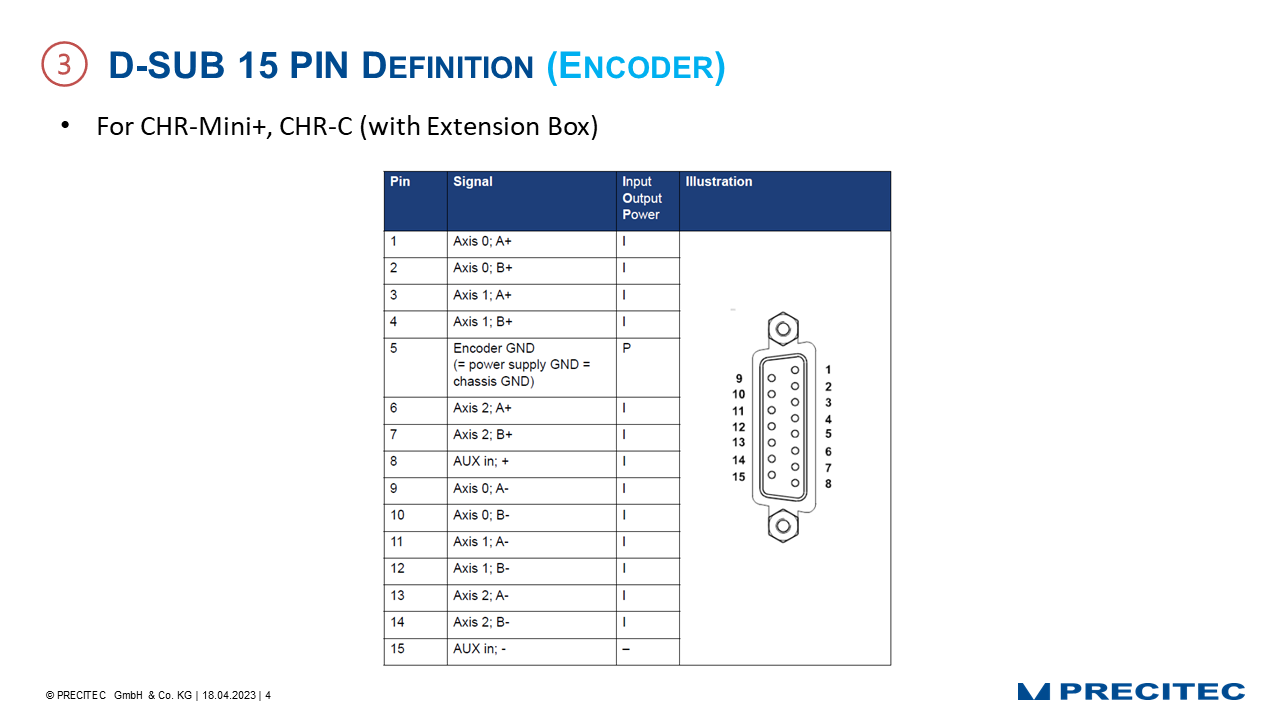 3 D-SUB 15 PIN DEFINITION (ENCODER)
• For CHR-Mini+, CHR-C (with Extension Box)
Pin Signal Input Illustration
Output
Power
1 Axis 0; A+ I
2 Axis 0; B+ I
3 Axis 1; A+ I
4 Axis 1; B+ I
5 Encoder GND P
(= power supply GND =
chassis GND)
6 Axis 2; A+ I
7 Axis 2; B+ I
8 AUX in; + I
9 Axis 0; A- I
10 Axis 0; B- I
11 Axis 1; A- I
12 Axis 1; B- I
13 Axis 2; A- I
14 Axis 2; B- I
15 AUX in; - –
9
10
11
12
13
14
15
1
2
3
4
5
6
7
8
© PRECITEC GmbH & Co. KG | 18.04.2023 | 4
PRECITEC